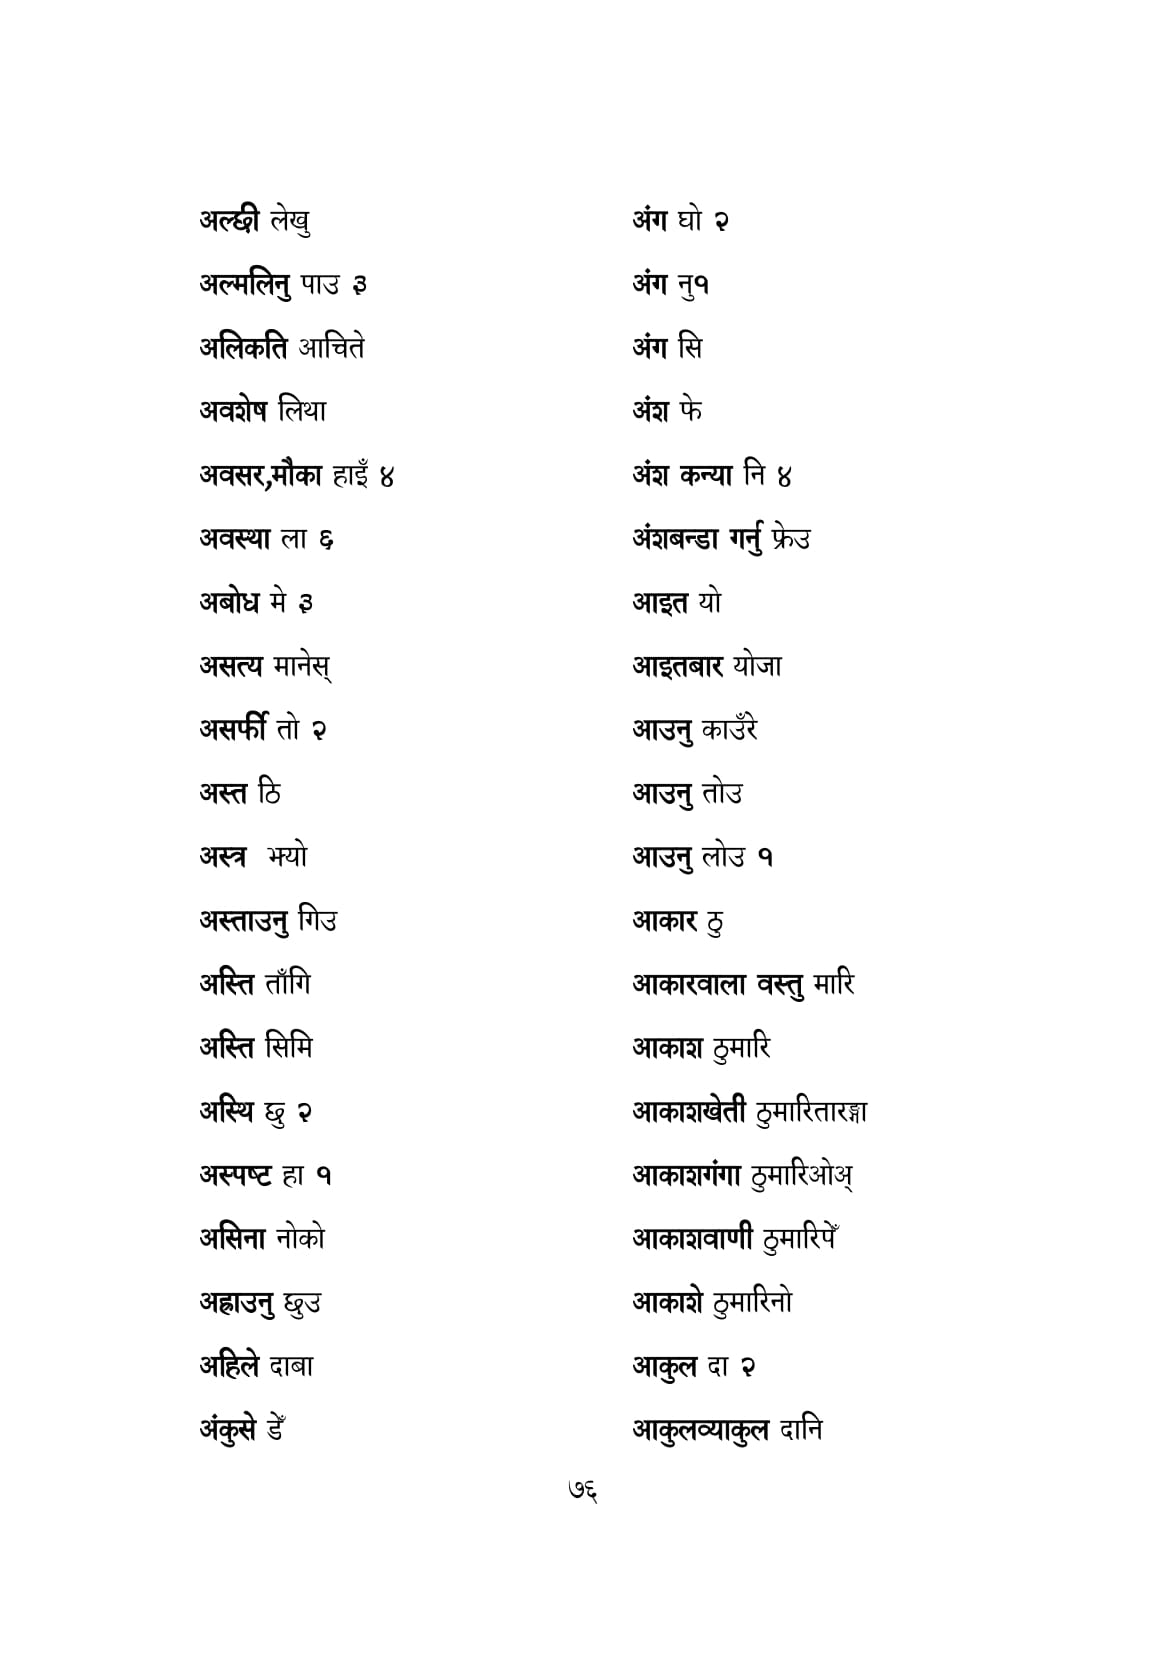 अल्छी लेखु
अल्मलिनु पाउ ३
अलिकति आचिते
अवशेष लिथा
अवसर,मौका हाइँ ४
अवस्था ला ६
अबोध मे ३
असत्य मानेस्
असर्फी तो २
अस्त ठि
अस्त्र झ्यो
अस्ताउनु गिउ
अस्ति ताँगि
अस्ति सिमि
अस्थि छु २
अस्पष्ट हा १
असिना नोको
अह्राउनु छुउ
अहिले दाबा
अंकुसे डेँ
अंग घो २
अंग नु१
अंग सि
अंश फे
अंश कन्या नि ४
अंशबन्डा गर्नु फ्रेउ
आइत यो
आइतबार योजा
आउनु काउँरे
आउनु तोउ
आउनु लोउ १
आकार ठु
आकारवाला वस्तु मारि
आकाश ठुमारि
आकाशखेती ठुमारितारङ्गा
आकाशगंगा ठुमारिओअ्
आकाशवाणी ठुमारिपेँ
आकाशे ठुमारिनो
आकुल दा २
आकुलव्याकुल दानि
७६